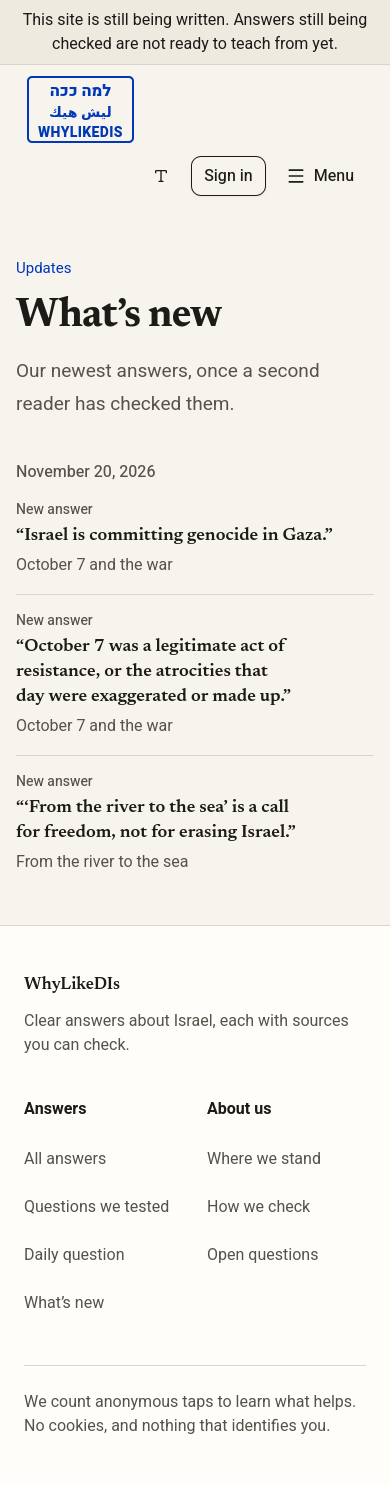 This site is still being written. Answers still being
checked are not ready to teach from yet.
למה ככה
ليش هيك
WHYLIKEDIS
T
Sign in
Menu
Updates
What’s new
Our newest answers, once a second
reader has checked them.
November 20, 2026
New answer
“Israel is committing genocide in Gaza.”
October 7 and the war
New answer
“October 7 was a legitimate act of
resistance, or the atrocities that
day were exaggerated or made up.”
October 7 and the war
New answer
“‘From the river to the sea’ is a call
for freedom, not for erasing Israel.”
From the river to the sea
WhyLikeDIs
Clear answers about Israel, each with sources
you can check.
Answers
All answers
Questions we tested
Daily question
What’s new
About us
Where we stand
How we check
Open questions
We count anonymous taps to learn what helps.
No cookies, and nothing that identifies you.